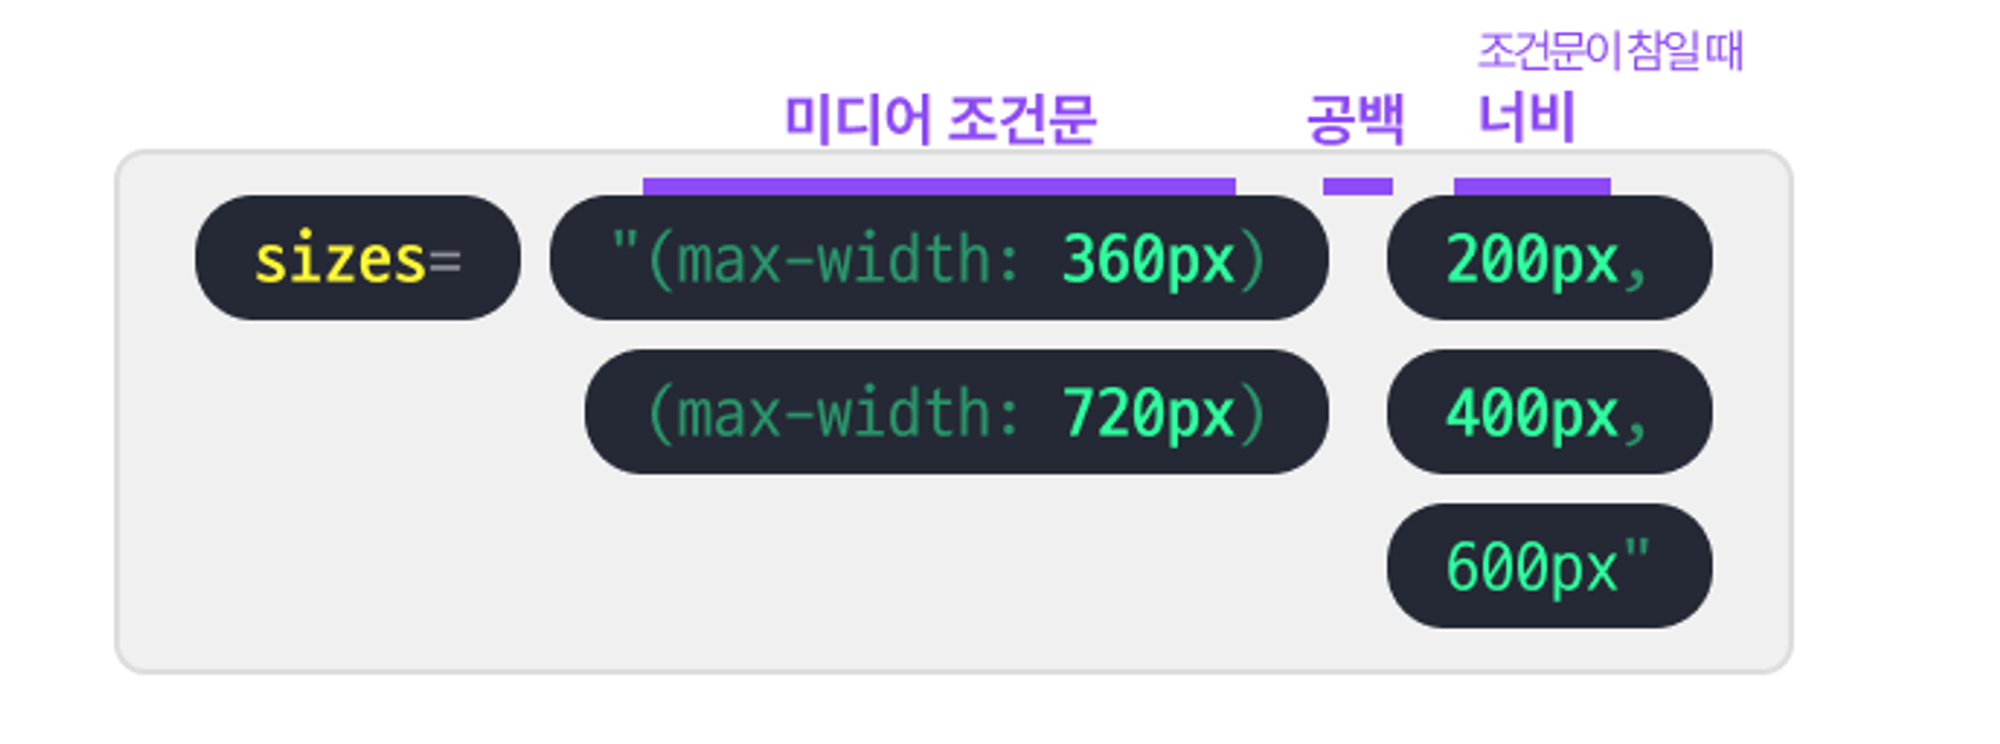 조건문이 참일 때
미디어 조건문 공백 너비
sizes= "(max-width: 360px) 200px,
(max-width: 720px) 400px,
600px"